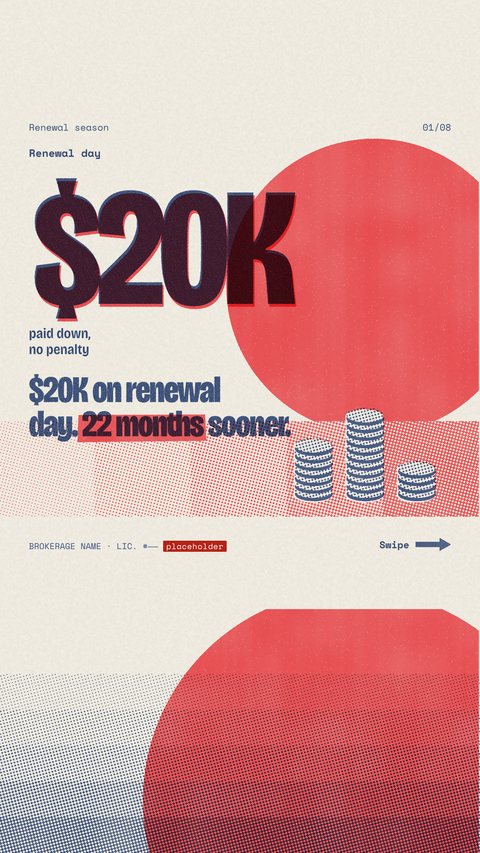 Renewal season
01/08
Renewal day
$20K
paid down,
no penalty
$20K on renewal
day. 22 months sooner.
BROKERAGE NAME · LIC. #—— placeholder
Swipe